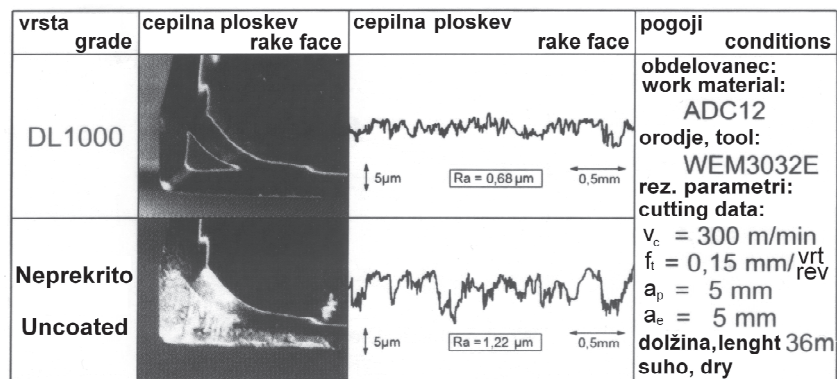 vrsta
grade
cepilna ploskev
rake face
cepilna ploskev
rake face
pogoji
conditions
DL1000
5µm
Ra = 0,68 µm
0,5mm
Neprekrito
Uncoated
5µm
Ra=1,22 µm
0,5mm
obdelovanec:
work material:
ADC12
orodje, tool:
WEM3032E
rez. parametri:
cutting data:
vc = 300 m/min
ft = 0,15 mm/ vrt
rev
ap = 5 mm
ae = 5 mm
dolžina,lenght 36m
suho, dry